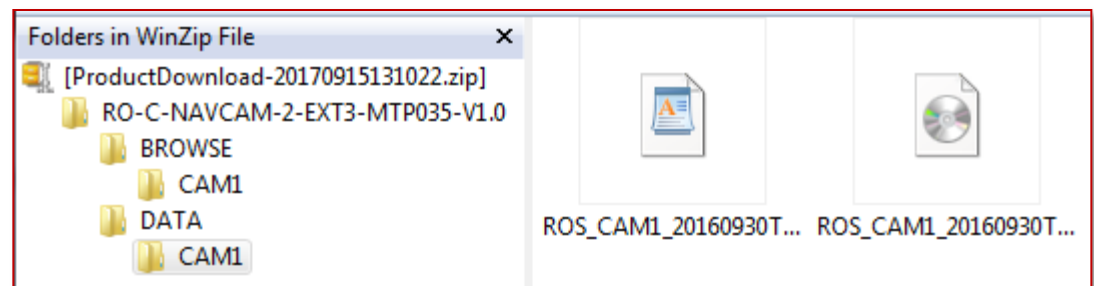 Folders in WinZip File
[ProductDownload-20170915131022.zip]
RO-C-NAVCAM-2-EXT3-MTP035-V1.0
BROWSE
CAM1
DATA
CAM1
ROS_CAM1_20160930T... ROS_CAM1_20160930T...